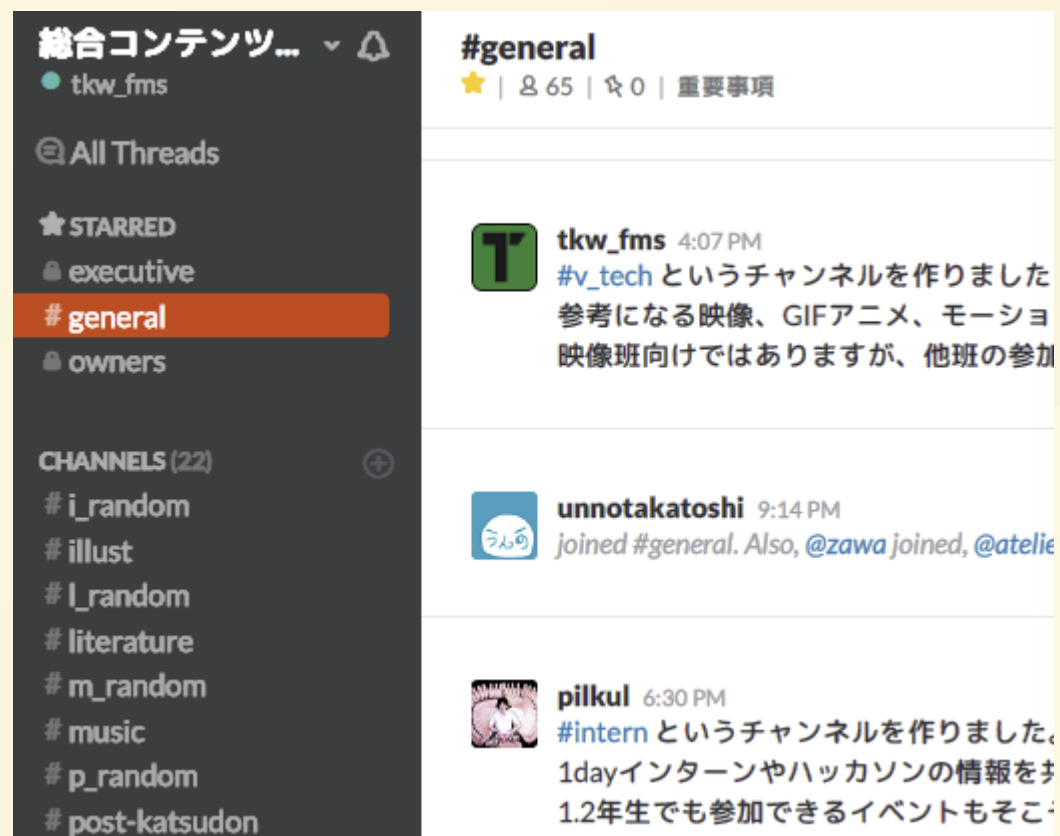 総合コンテンツ...
tkw_fms
All Threads
STARRED
executive
# general
owners
CHANNELS (22)
# i_random
# illust
# l_random
# literature
# m_random
# music
# p_random
# post-katsudon
#general
65 | 0 | 重要事項
tkw_fms 4:07 PM
#v_tech というチャンネルを作りました
参考になる映像、GIFアニメ、モーショ
映像班向けではありますが、他班の参加
unnotakatoshi 9:14 PM
うんの
joined #general. Also, @zawa joined, @atelie
pilkul 6:30 PM
#intern というチャンネルを作りました。
1dayインターンやハッカソンの情報を共
1.2年生でも参加できるイベントもそこ